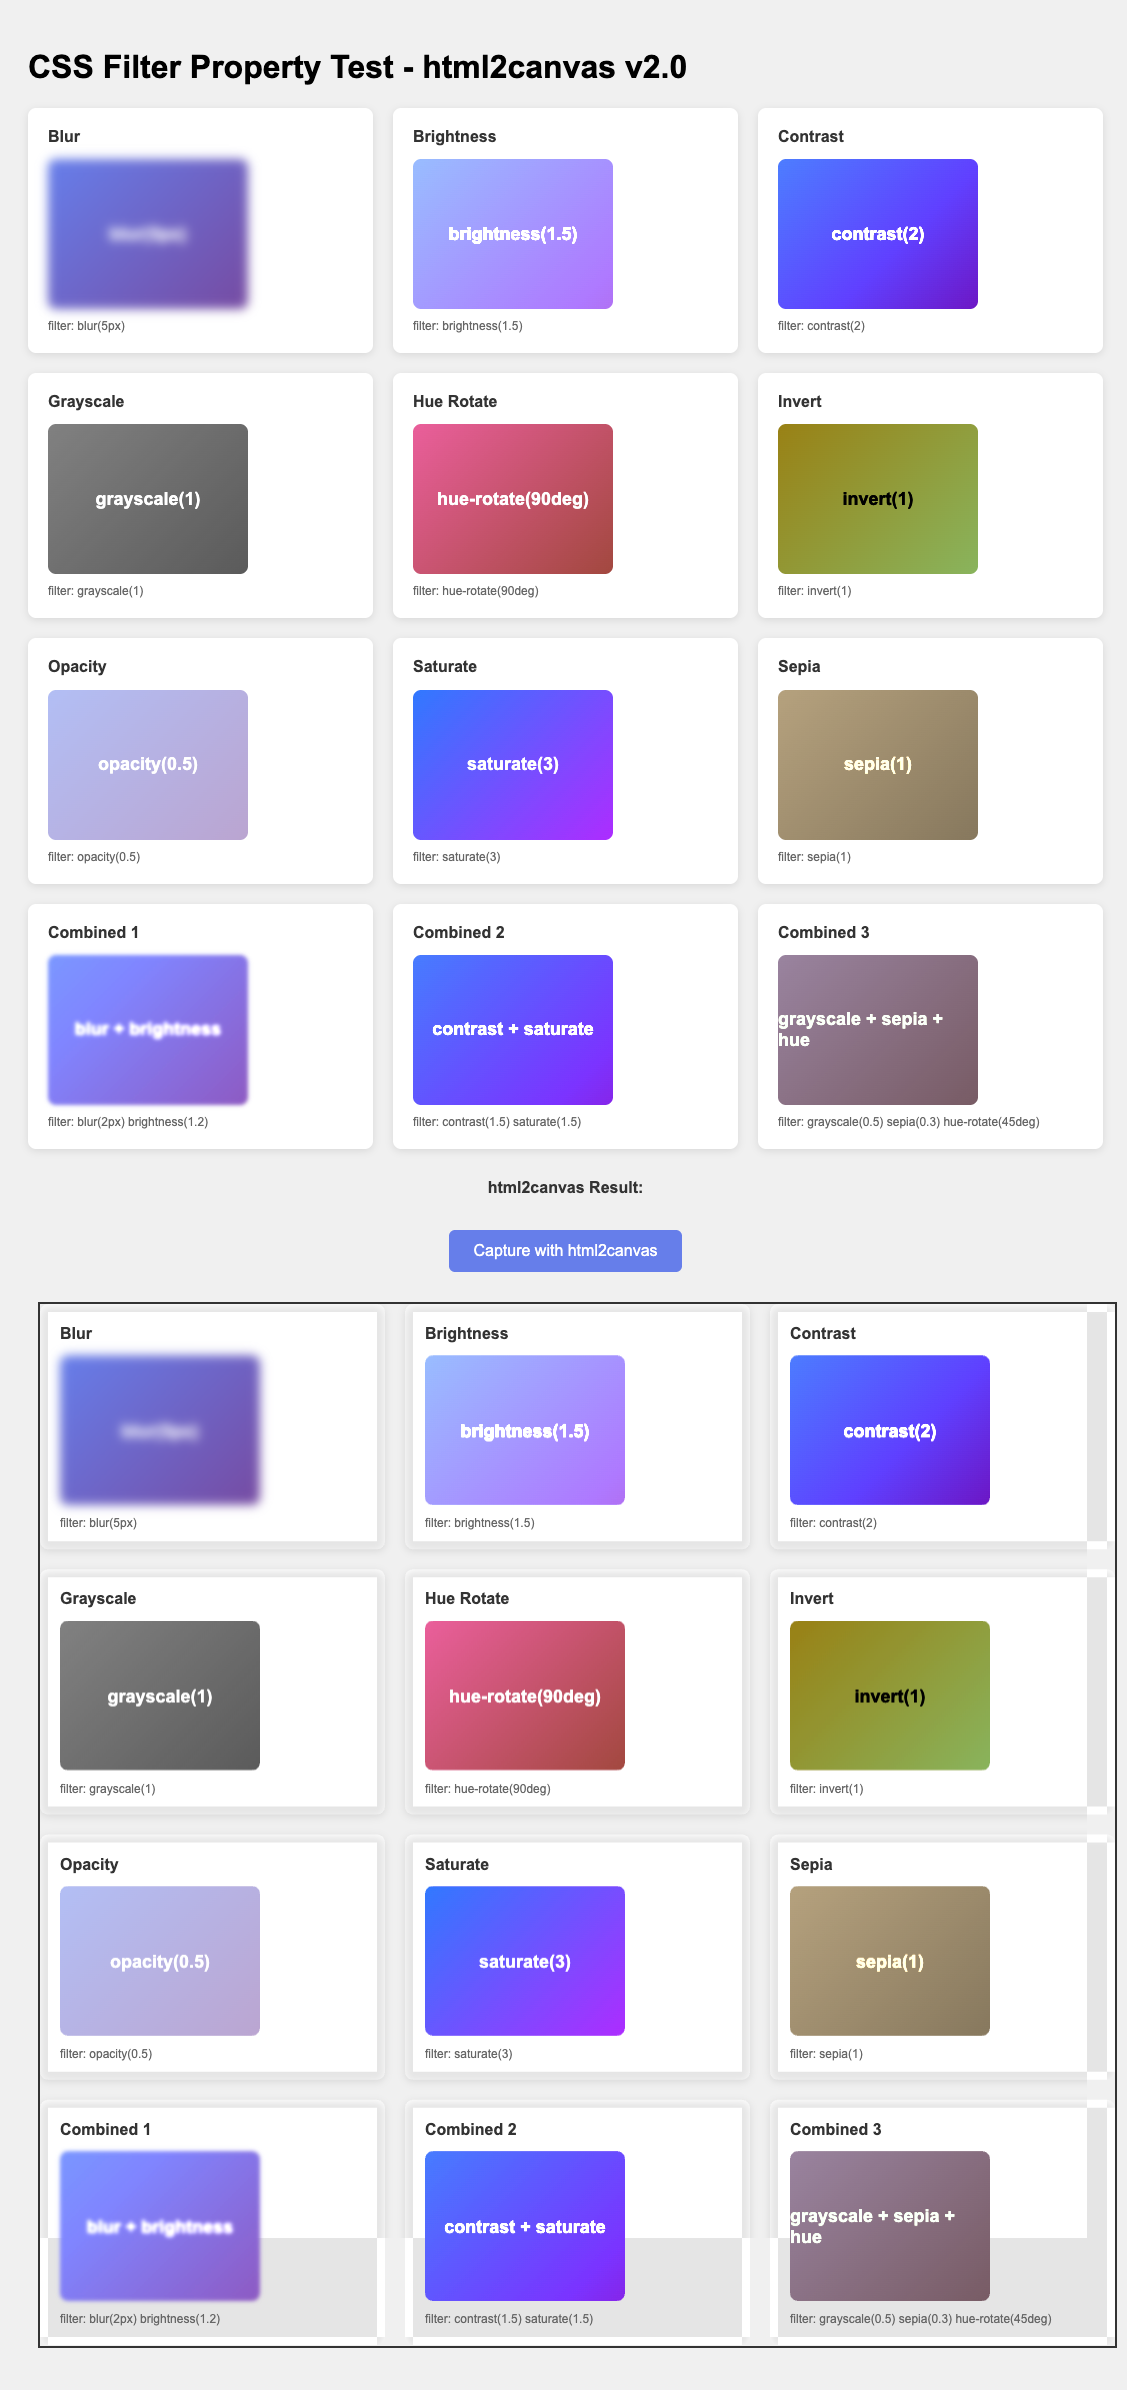 CSS Filter Property Test - html2canvas v2.0
Blur
Brightness
Contrast
blur(5px)
brightness(1.5)
contrast(2)
filter: blur(5px)
filter: brightness(1.5)
filter: contrast(2)
Grayscale
Hue Rotate
Invert
grayscale(1)
hue-rotate(90deg)
invert(1)
filter: grayscale(1)
filter: hue-rotate(90deg)
filter: invert(1)
Opacity
Saturate
Sepia
opacity(0.5)
saturate(3)
sepia(1)
filter: opacity(0.5)
filter: saturate(3)
filter: sepia(1)
Combined 1
Combined 2
Combined 3
blur + brightness
contrast + saturate
grayscale + sepia +
hue
filter: blur(2px) brightness(1.2)
filter: contrast(1.5) saturate(1.5)
filter: grayscale(0.5) sepia(0.3) hue-rotate(45deg)
html2canvas Result:
Capture with html2canvas
Blur
Brightness
Contrast
blur(5px)
brightness(1.5)
contrast(2)
filter: blur(5px)
filter: brightness(1.5)
filter: contrast(2)
Grayscale
Hue Rotate
Invert
grayscale(1)
hue-rotate(90deg)
invert(1)
filter: grayscale(1)
filter: hue-rotate(90deg)
filter: invert(1)
Opacity
Saturate
Sepia
opacity(0.5)
saturate(3)
sepia(1)
filter: opacity(0.5)
filter: saturate(3)
filter: sepia(1)
Combined 1
Combined 2
Combined 3
blur + brightness
contrast + saturate
grayscale + sepia +
hue
filter: blur(2px) brightness(1.2)
filter: contrast(1.5) saturate(1.5)
filter: grayscale(0.5) sepia(0.3) hue-rotate(45deg)